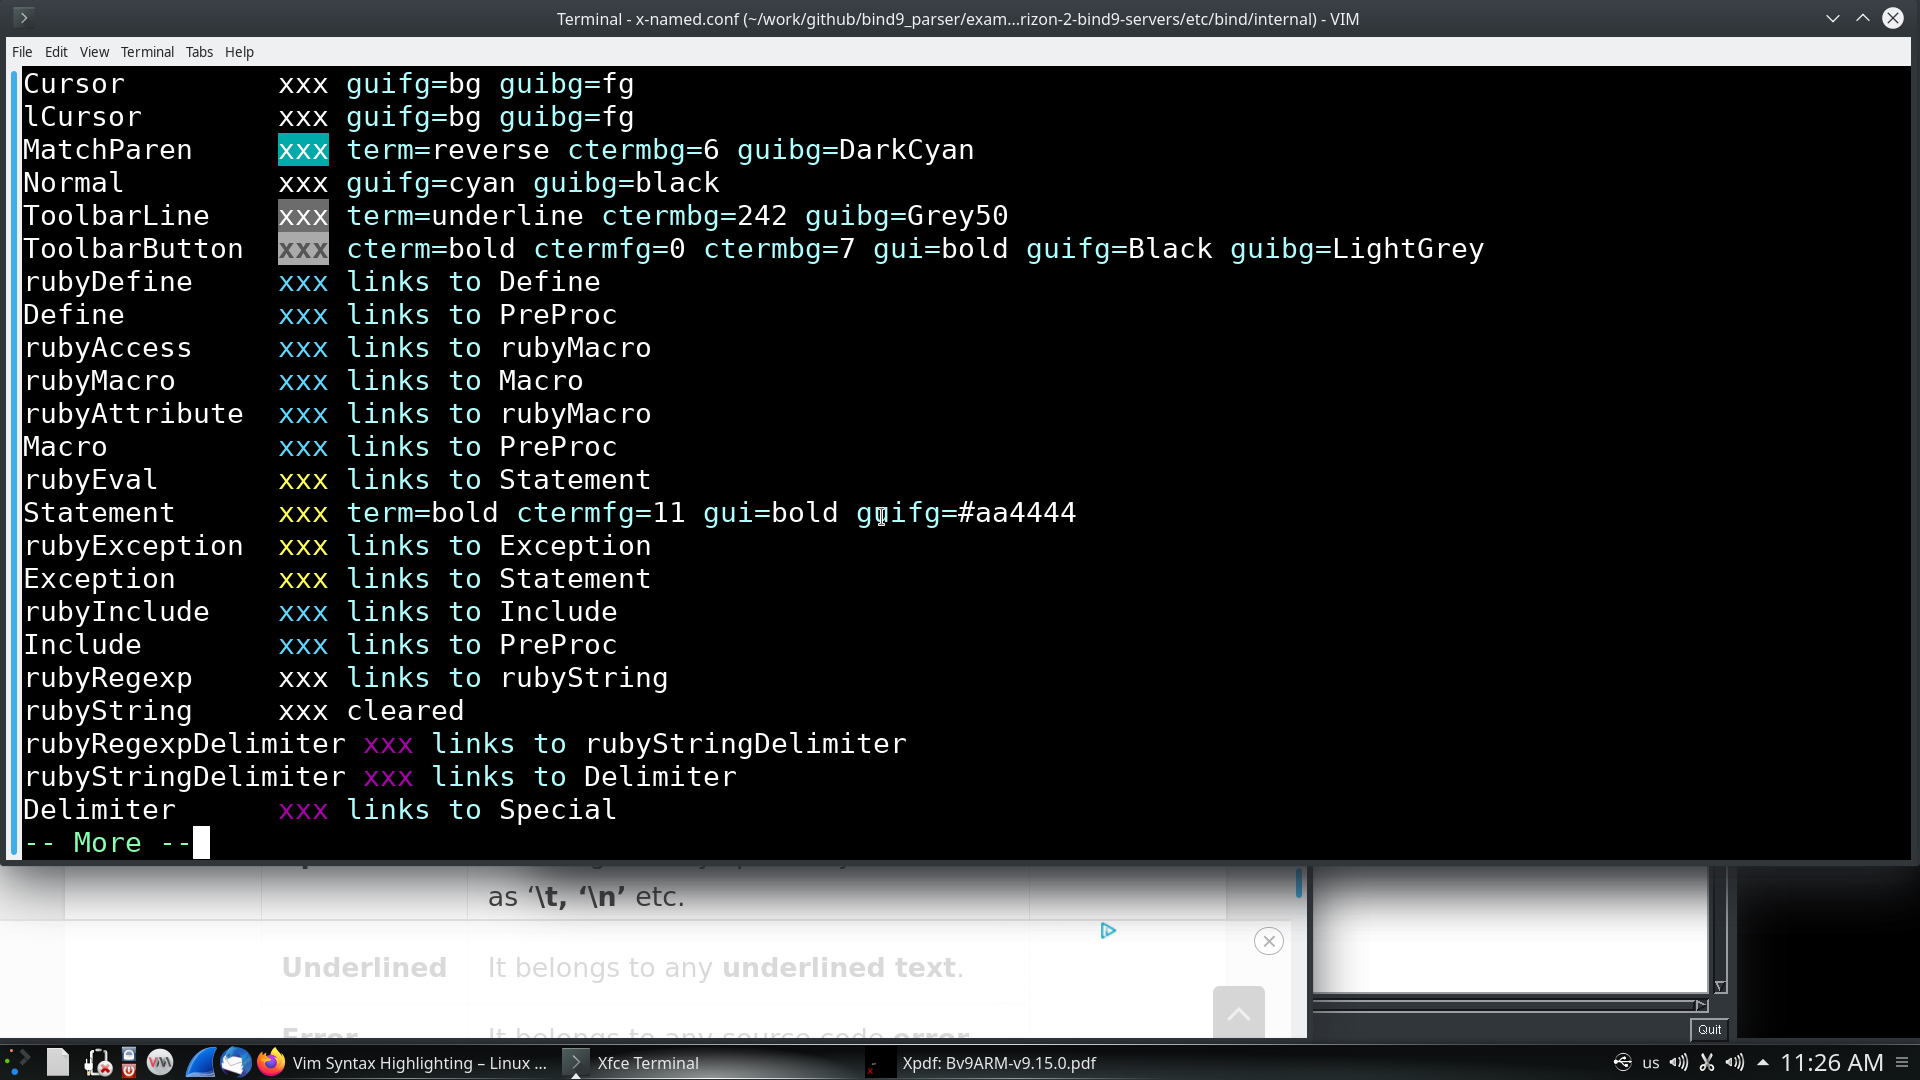 Terminal - x-named.conf (~/work/github/bind9_parser/exam...rizon-2-bind9-servers/etc/bind/internal) - VIM
File Edit View Terminal Tabs Help
Cursor xxx guifg=bg guibg=fg
lCursor xxx guifg=bg guibg=fg
MatchParen xxx term=reverse ctermbg=6 guibg=DarkCyan
Normal xxx guifg=cyan guibg=black
ToolbarLine xxx term=underline ctermbg=242 guibg=Grey50
ToolbarButton xxx cterm=bold ctermfg=0 ctermbg=7 gui=bold guifg=Black guibg=LightGrey
rubyDefine xxx links to Define
Define xxx links to PreProc
rubyAccess xxx links to rubyMacro
rubyMacro xxx links to Macro
rubyAttribute xxx links to rubyMacro
Macro xxx links to PreProc
rubyEval xxx links to Statement
Statement xxx term=bold ctermfg=11 gui=bold guifg=#aa4444
rubyException xxx links to Exception
Exception xxx links to Statement
rubyInclude xxx links to Include
Include xxx links to PreProc
rubyRegexp xxx links to rubyString
rubyString xxx cleared
rubyRegexpDelimiter xxx links to rubyStringDelimiter
rubyStringDelimiter xxx links to Delimiter
Delimiter xxx links to Special
-- More --
as ‘\t, ‘\n’ etc.
Underlined It belongs to any underlined text.
Error It belongs to any source code error
Quit
Vim Syntax Highlighting – Linux ... Xfce Terminal Xpdf: Bv9ARM-v9.15.0.pdf us 11:26 AM